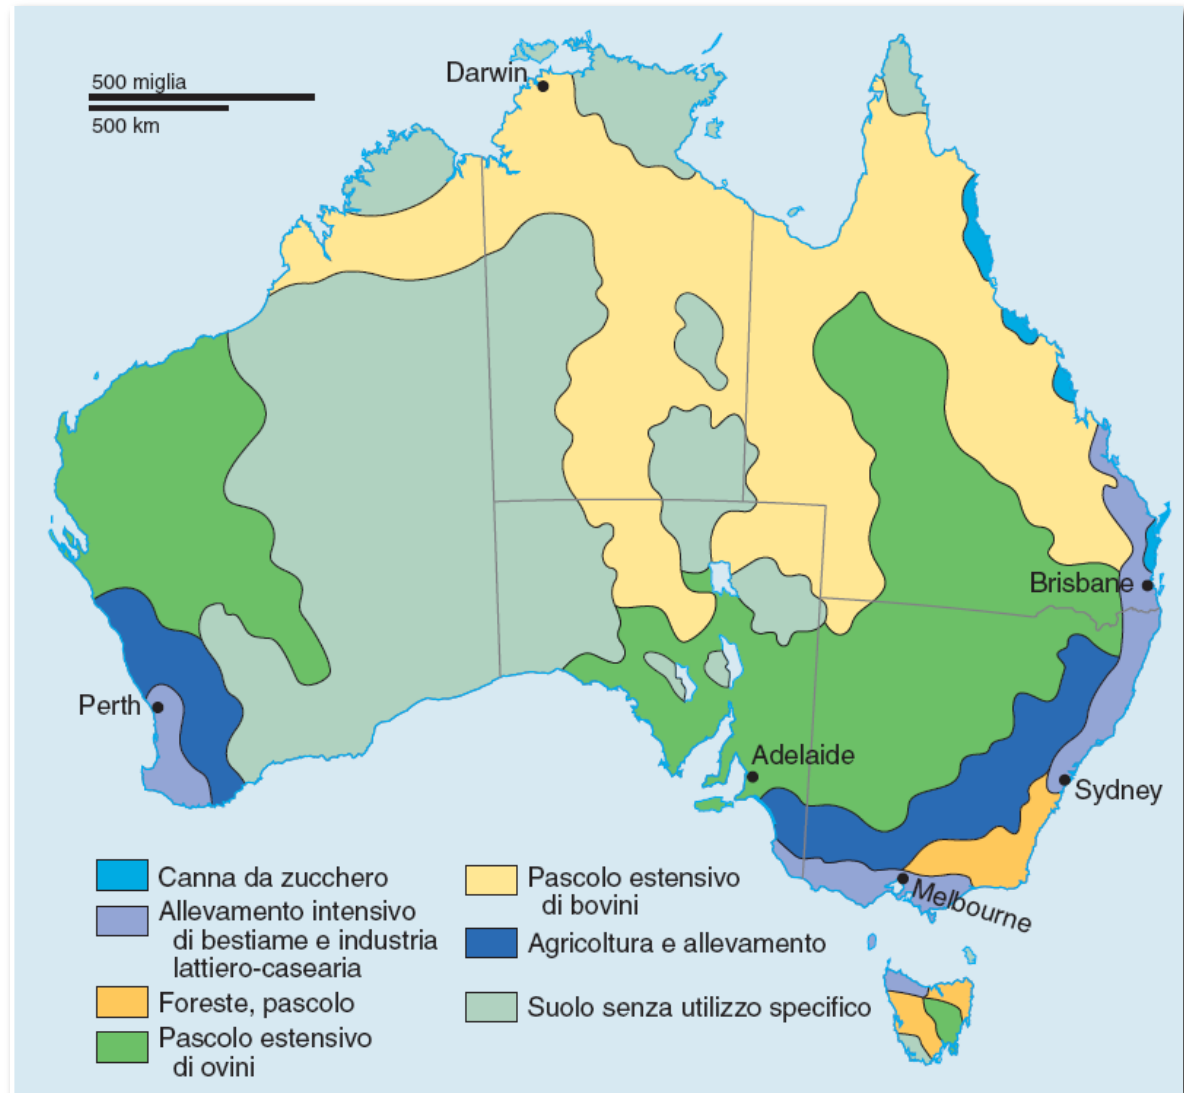 Darwin
500 miglia
500 km
Brisbane
Perth
Adelaide
Sydney
Melbourne
Canna da zucchero
Allevamento intensivo
di bestiame e industria
lattiero-casearia
Foreste, pascolo
Pascolo estensivo
di ovini
Pascolo estensivo
di bovini
Agricoltura e allevamento
Suolo senza utilizzo specifico